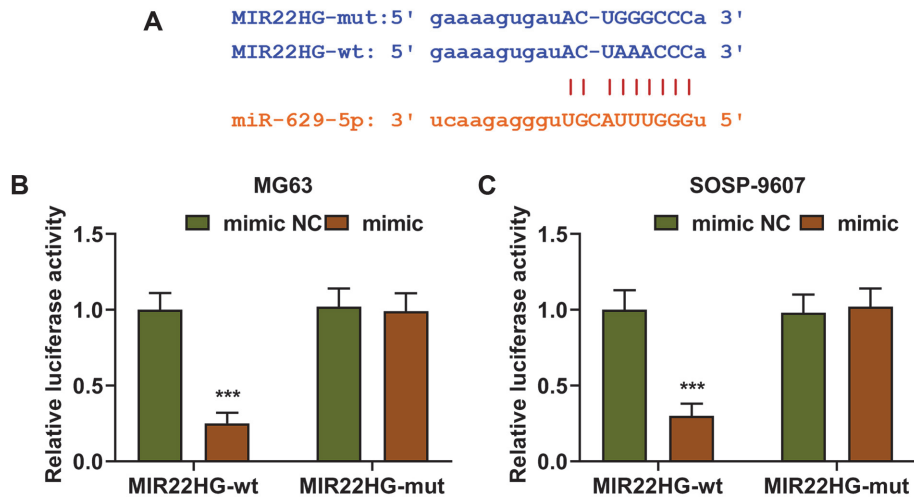 A
MIR22HG-mut:5' gaaaagugauAC-UGGGCCCa 3'
MIR22HG-wt: 5' gaaaagugauAC-UAAACCCa 3'
miR-629-5p: 3' ucaagaggguUGCAUUUGGGu 5'
B
MG63
mimic NC
mimic
Relative luciferase activity
1.5
1.0
0.5
0.0
***
MIR22HG-wt
MIR22HG-mut
C
SOSP-9607
mimic NC
mimic
Relative luciferase activity
1.5
1.0
0.5
0.0
***
MIR22HG-wt
MIR22HG-mut